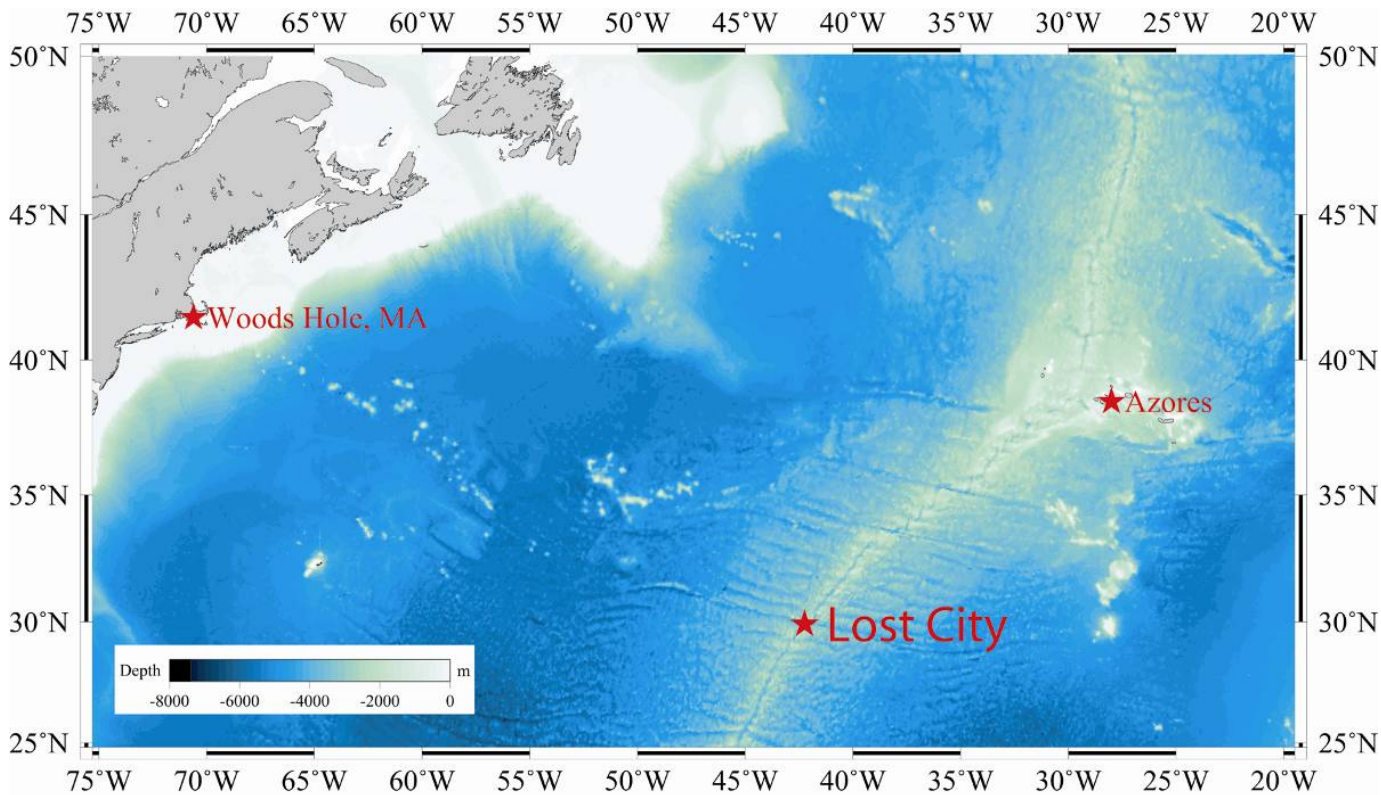 75˚W 70˚W 65˚W 60˚W 55˚W 50˚W 45˚W 40˚W 35˚W 30˚W 25˚W 20˚W
50˚N 50˚N
45˚N 45˚N
Woods Hole, MA
40˚N 40˚N
Azores
35˚N 35˚N
30˚N Lost City 30˚N
Depth m
-8000 -6000 -4000 -2000 0
25˚N 25˚N
75˚W 70˚W 65˚W 60˚W 55˚W 50˚W 45˚W 40˚W 35˚W 30˚W 25˚W 20˚W